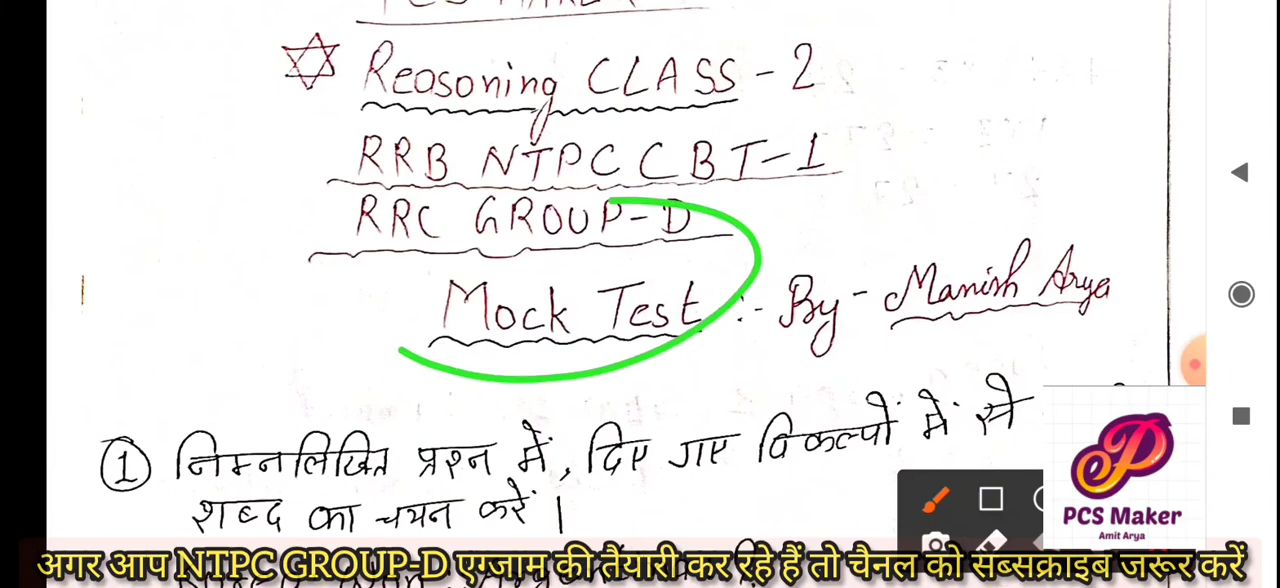 Reosoning CLASS - 2
RRB NTPC CBT-1
RRC GROUP-D
Mock Test :- By - Manish Arya
① निम्नलिखित प्रश्न में, दिए गए विकल्पों में से
शब्द का चयन करें।
PCS Maker
Amit Arya
अगर आप NTPC GROUP-D एग्जाम की तैयारी कर रहे हैं तो चैनल को सब्सक्राइब जरूर करें